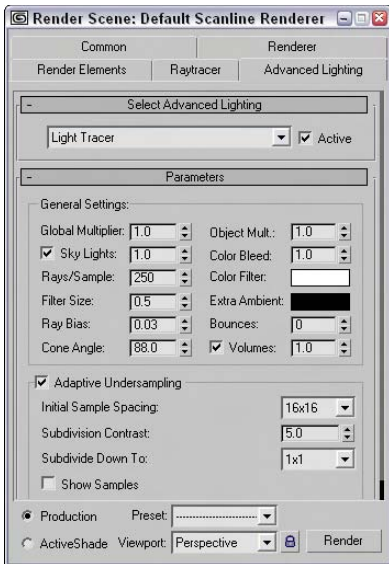 Render Scene: Default Scanline Renderer
Common Renderer
Render Elements Raytracer Advanced Lighting
- Select Advanced Lighting
Light Tracer Active
- Parameters
General Settings:
Global Multiplier: 1.0 Object Mult.: 1.0
Sky Lights: 1.0 Color Bleed: 1.0
Rays/Sample: 250 Color Filter:
Filter Size: 0.5 Extra Ambient:
Ray Bias: 0.03 Bounces: 0
Cone Angle: 88.0 Volumes: 1.0
Adaptive Undersampling
Initial Sample Spacing: 16x16
Subdivision Contrast: 5.0
Subdivide Down To: 1x1
Show Samples
Production Preset: --------------------
ActiveShade Viewport: Perspective Render